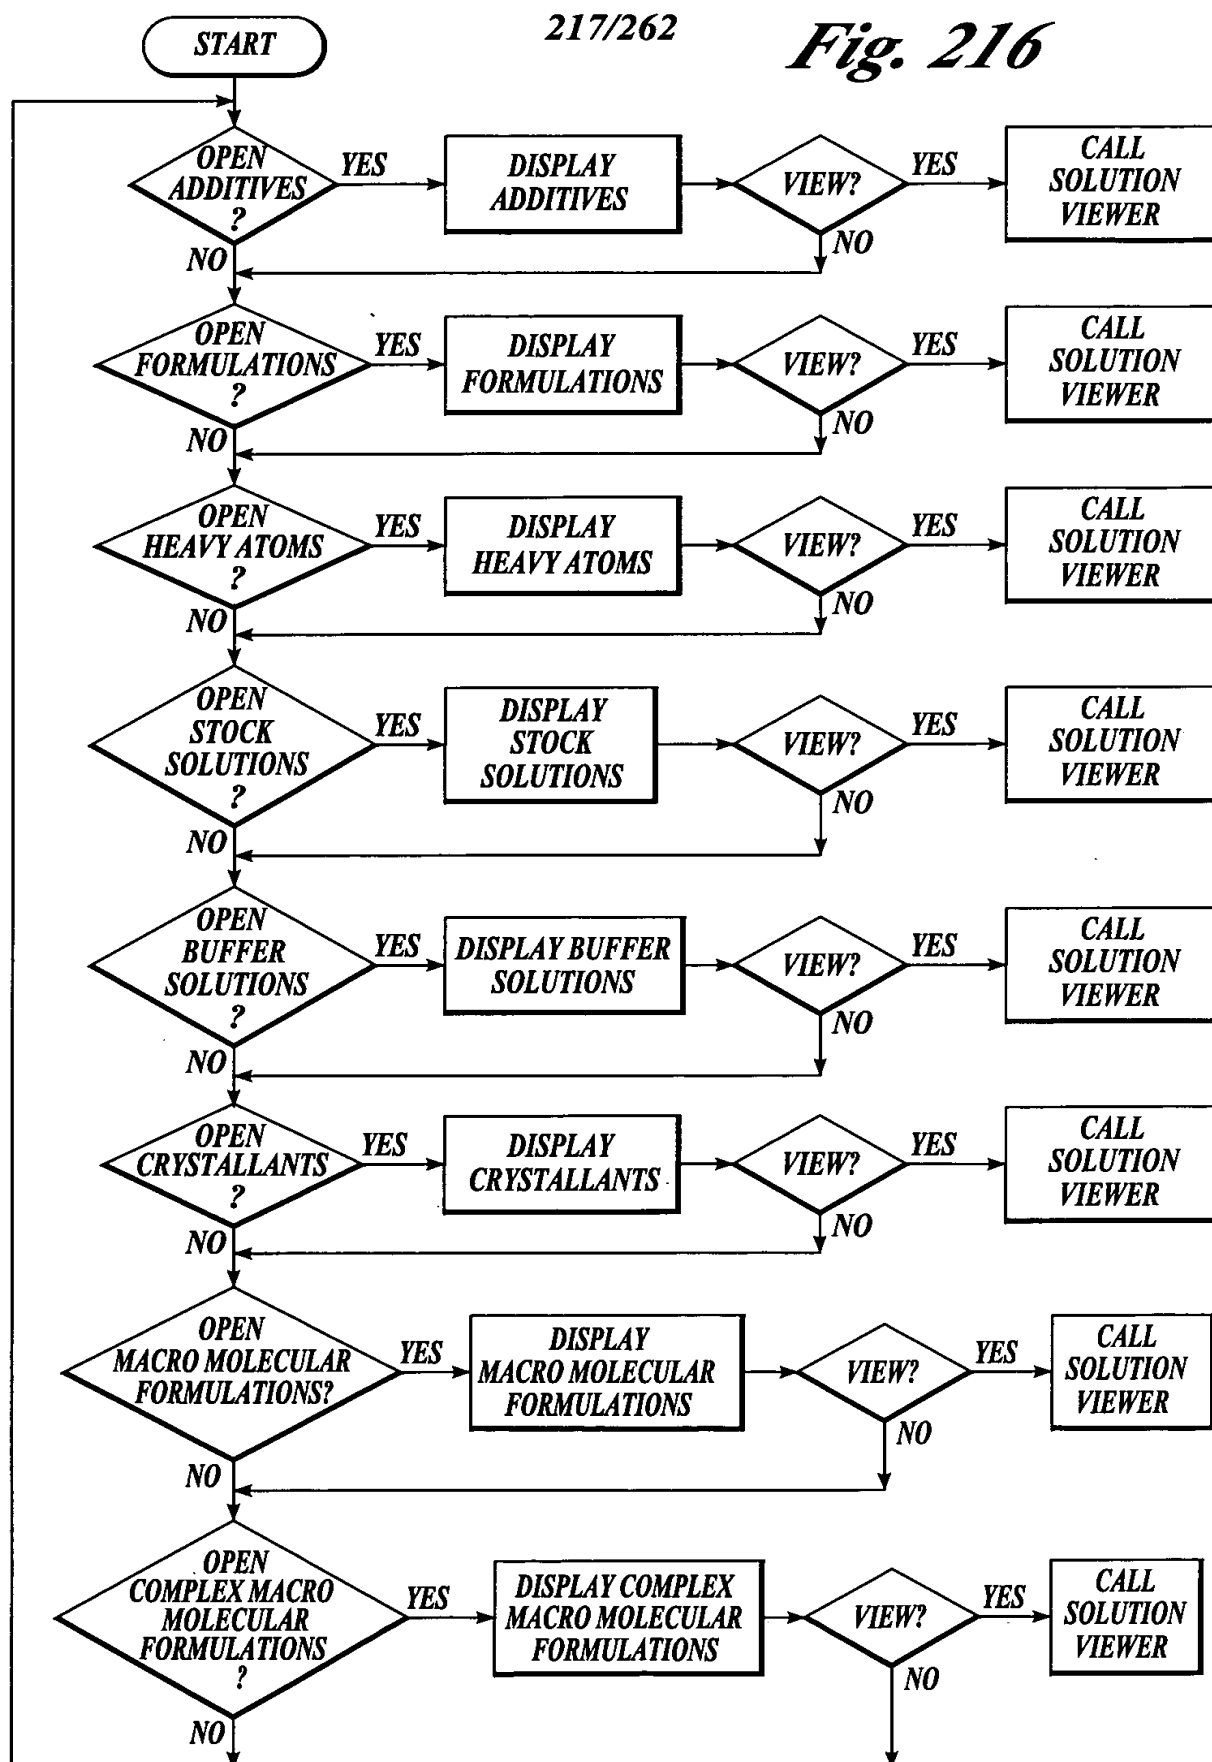 217/262
Fig. 216
START
OPEN
ADDITIVES
?
YES
DISPLAY
ADDITIVES
VIEW?
YES
CALL
SOLUTION
VIEWER
NO
NO
OPEN
FORMULATIONS
?
YES
DISPLAY
FORMULATIONS
VIEW?
YES
CALL
SOLUTION
VIEWER
NO
NO
OPEN
HEAVY ATOMS
?
YES
DISPLAY
HEAVY ATOMS
VIEW?
YES
CALL
SOLUTION
VIEWER
NO
NO
OPEN
STOCK
SOLUTIONS
?
YES
DISPLAY
STOCK
SOLUTIONS
VIEW?
YES
CALL
SOLUTION
VIEWER
NO
NO
OPEN
BUFFER
SOLUTIONS
?
YES
DISPLAY BUFFER
SOLUTIONS
VIEW?
YES
CALL
SOLUTION
VIEWER
NO
NO
OPEN
CRYSTALLANTS
?
YES
DISPLAY
CRYSTALLANTS
VIEW?
YES
CALL
SOLUTION
VIEWER
NO
NO
OPEN
MACRO MOLECULAR
FORMULATIONS?
YES
DISPLAY
MACRO MOLECULAR
FORMULATIONS
VIEW?
YES
CALL
SOLUTION
VIEWER
NO
NO
OPEN
COMPLEX MACRO
MOLECULAR
FORMULATIONS
?
YES
DISPLAY COMPLEX
MACRO MOLECULAR
FORMULATIONS
VIEW?
YES
CALL
SOLUTION
VIEWER
NO
NO